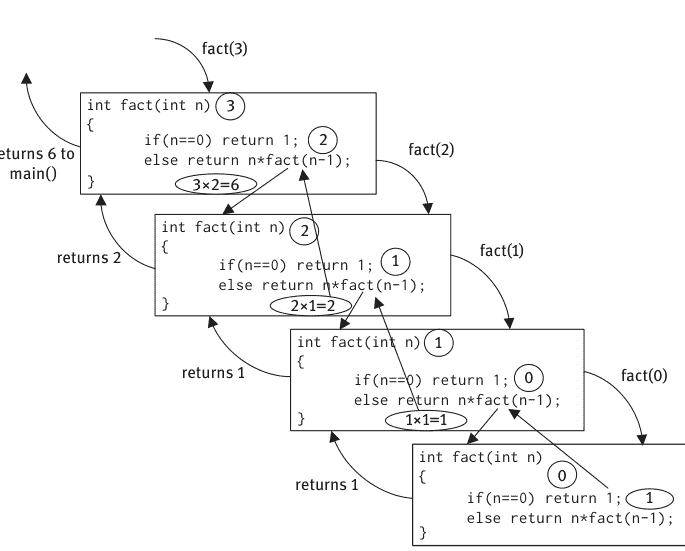 fact(3)
int fact(int n) 3
{
if(n==0) return 1; 2
else return n*fact(n-1);
} 3×2=6
eturns 6 to
main()
fact(2)
int fact(int n) 2
{
if(n==0) return 1; 1
else return n*fact(n-1);
} 2×1=2
returns 2
fact(1)
int fact(int n) 1
{
if(n==0) return 1; 0
else return n*fact(n-1);
} 1×1=1
returns 1
fact(0)
int fact(int n)
{ 0
if(n==0) return 1; 1
else return n*fact(n-1);
}
returns 1